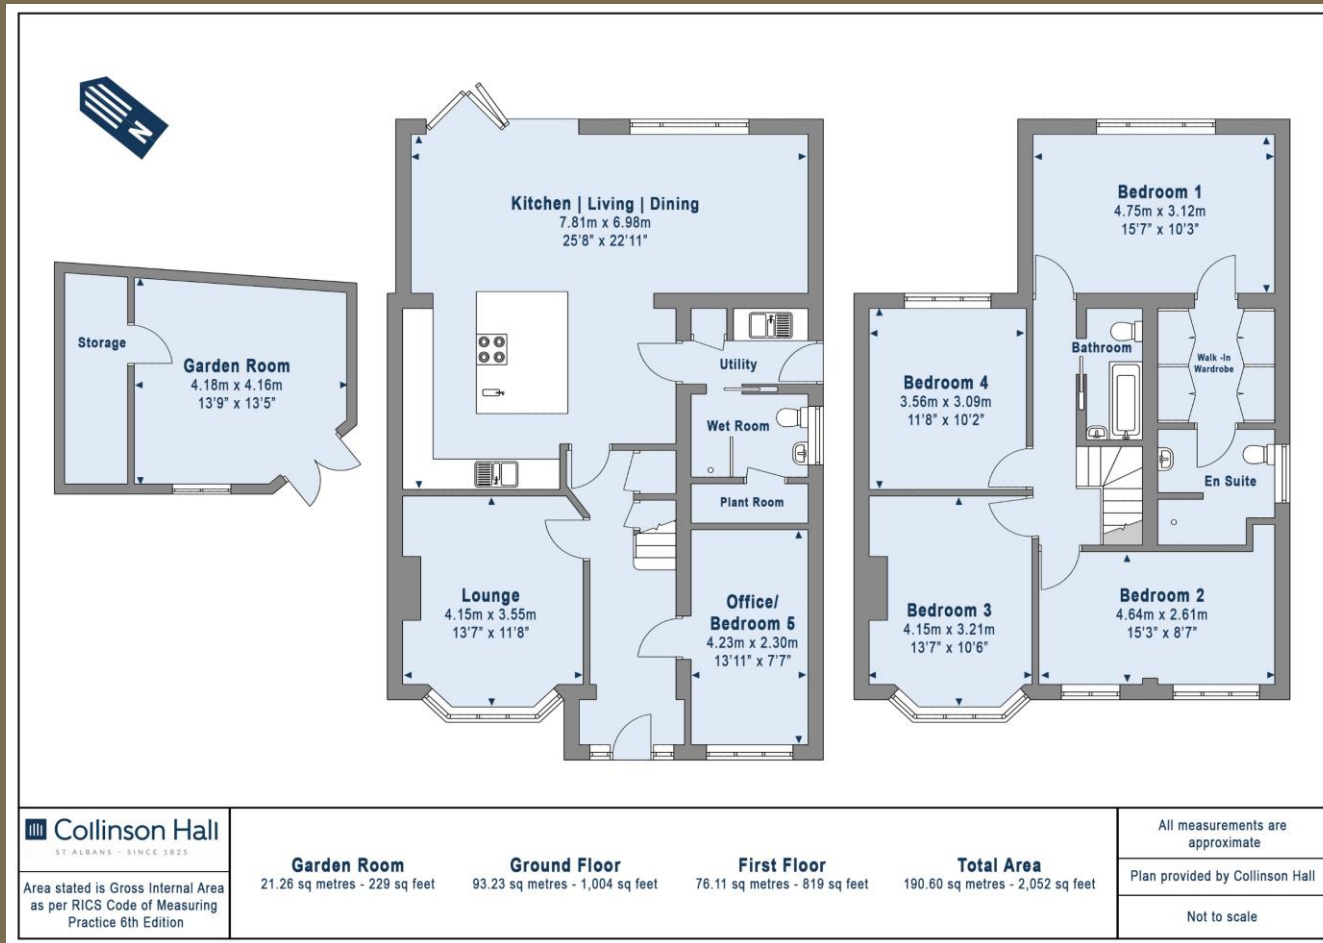 N
Kitchen | Living | Dining
7.81m x 6.98m
25'8" x 22'11"
Storage
Garden Room
4.18m x 4.16m
13'9" x 13'5"
Utility
Wet Room
Plant Room
Lounge
4.15m x 3.55m
13'7" x 11'8"
Office/
Bedroom 5
4.23m x 2.30m
13'11" x 7'7"
Bedroom 1
4.75m x 3.12m
15'7" x 10'3"
Bathroom
Walk -In
Wardrobe
Bedroom 4
3.56m x 3.09m
11'8" x 10'2"
En Suite
Bedroom 3
4.15m x 3.21m
13'7" x 10'6"
Bedroom 2
4.64m x 2.61m
15'3" x 8'7"
Collinson Hall
ST ALBANS - SINCE 1825
Area stated is Gross Internal Area
as per RICS Code of Measuring
Practice 6th Edition
Garden Room
21.26 sq metres - 229 sq feet
Ground Floor
93.23 sq metres - 1,004 sq feet
First Floor
76.11 sq metres - 819 sq feet
Total Area
190.60 sq metres - 2,052 sq feet
All measurements are
approximate
Plan provided by Collinson Hall
Not to scale